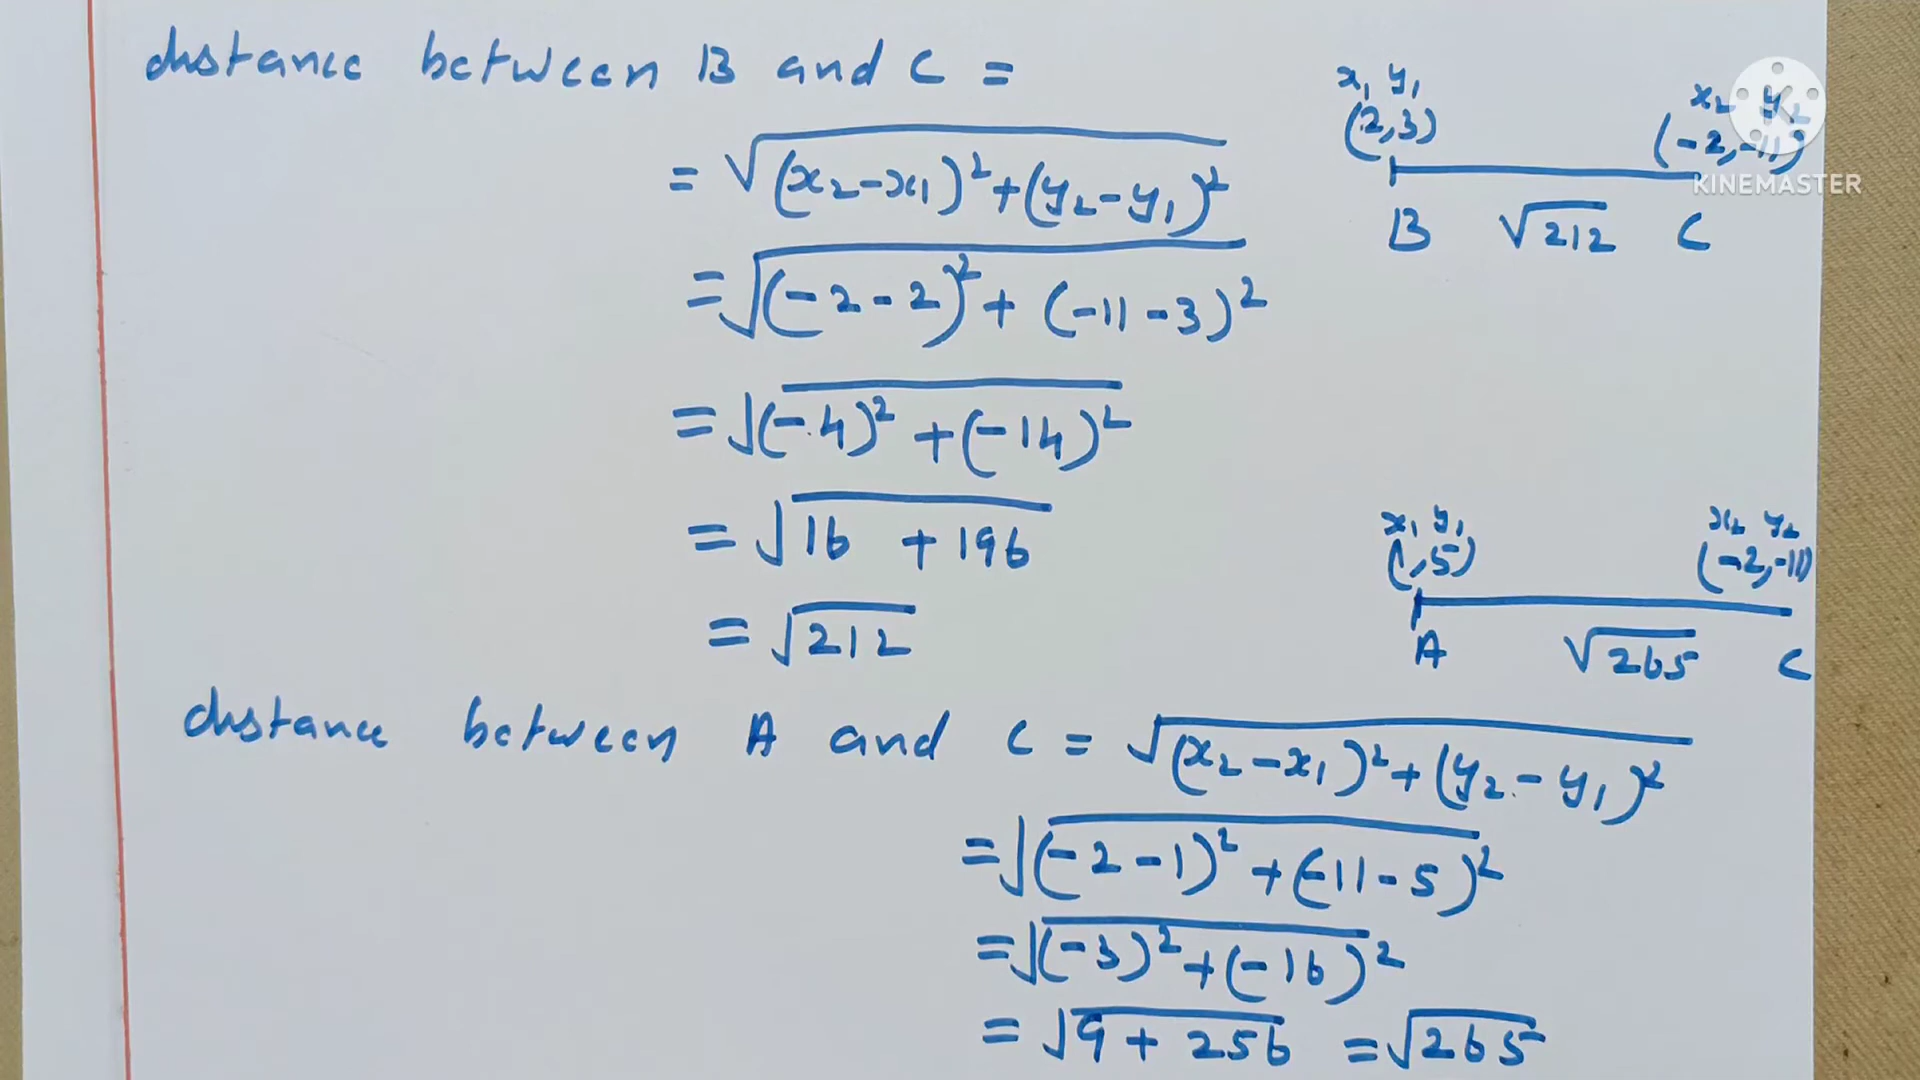 distance between B and C =
= √(x₂-x₁)²+(y₂-y₁)²
= √(-2-2)²+(-11-3)²
= √(-4)²+(-14)²
= √16 +196
= √212
x₁ y₁ x₂ y₂
(2,3) (-2,-11)
KINEMASTER
B √212 C
x₁ y₁ x₂ y₂
(1,5) (-2,-11)
A √265 C
distance between A and C = √(x₂-x₁)²+(y₂-y₁)²
= √(-2-1)²+(-11-5)²
= √(-3)²+(-16)²
= √9+256 = √265